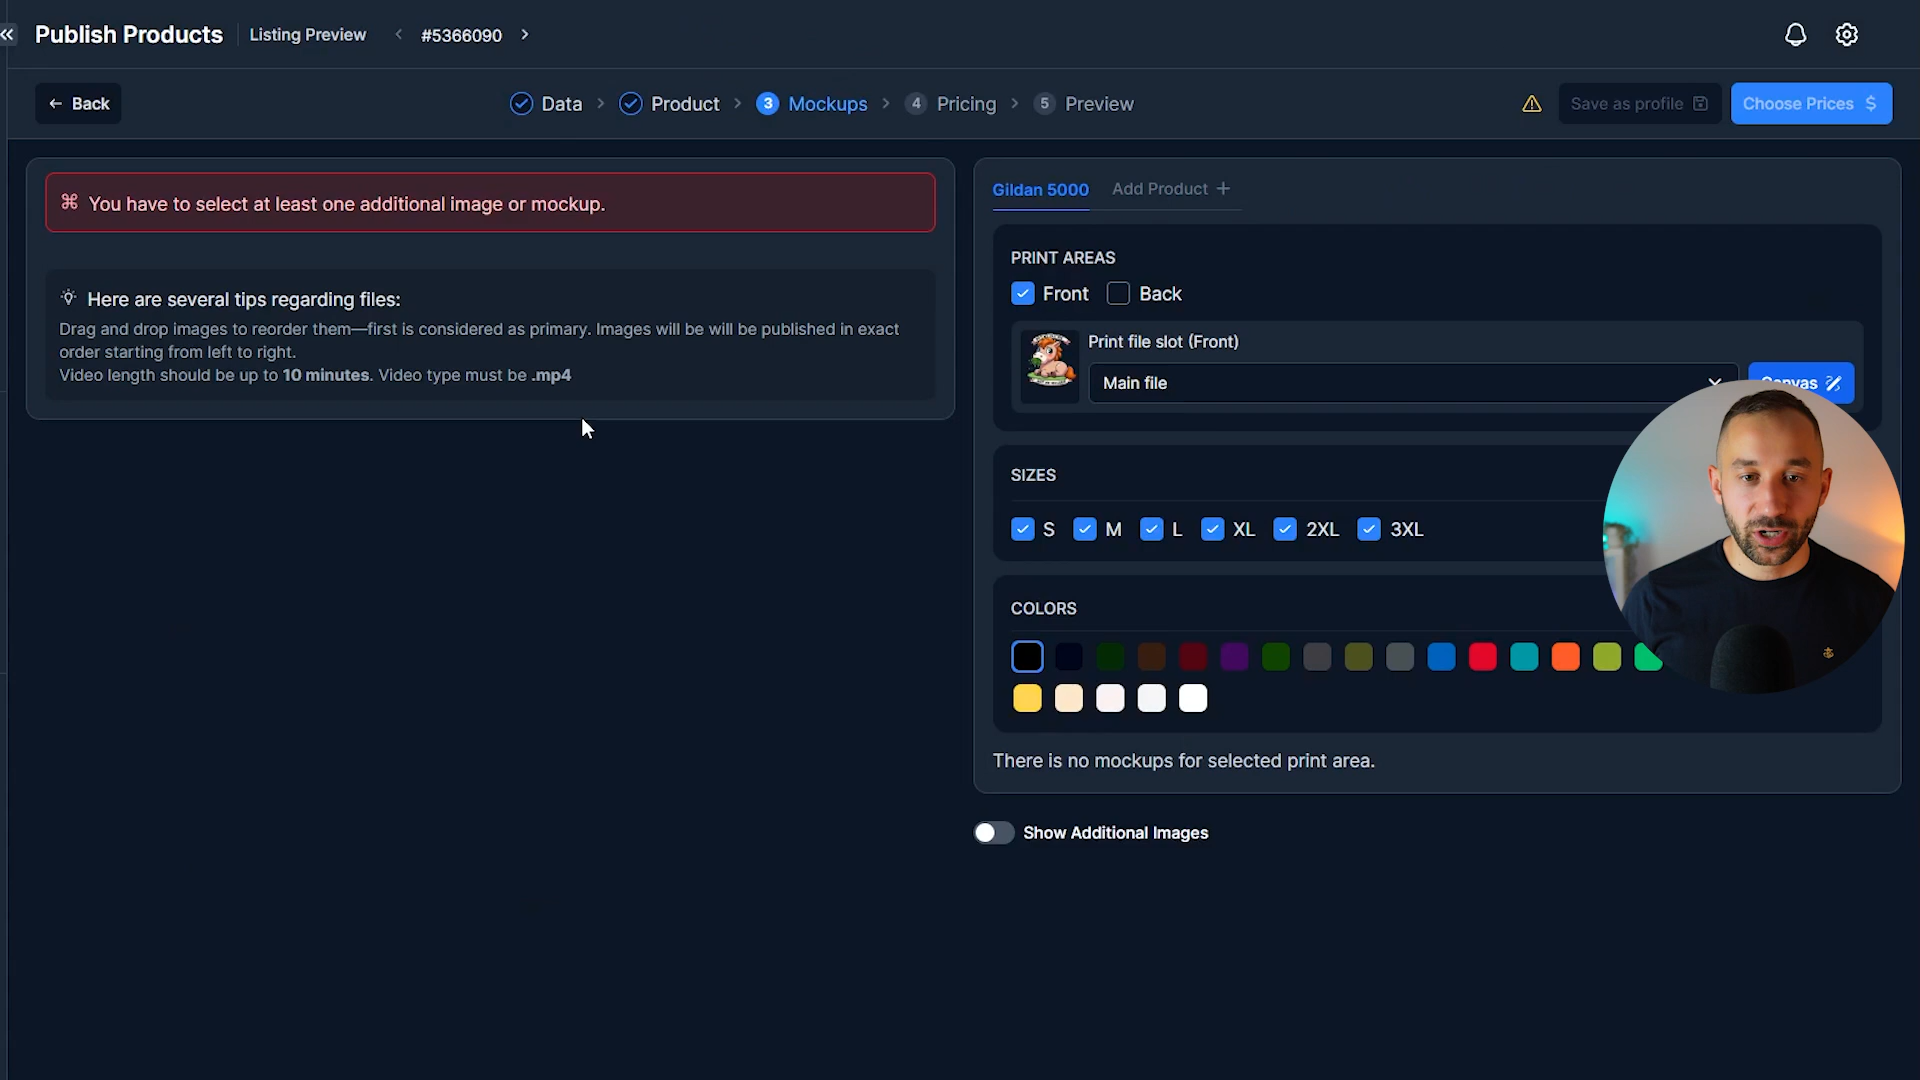 Publish Products
Listing Preview
#5366090
Back
Data
Product
3 Mockups
4 Pricing
5 Preview
Save as profile
Choose Prices $
You have to select at least one additional image or mockup.
Here are several tips regarding files:
Drag and drop images to reorder them—first is considered as primary. Images will be will be published in exact
order starting from left to right.
Video length should be up to 10 minutes. Video type must be .mp4
Gildan 5000
Add Product +
PRINT AREAS
Front
Back
Print file slot (Front)
Main file
Canvas
SIZES
S
M
L
XL
2XL
3XL
COLORS
There is no mockups for selected print area.
Show Additional Images